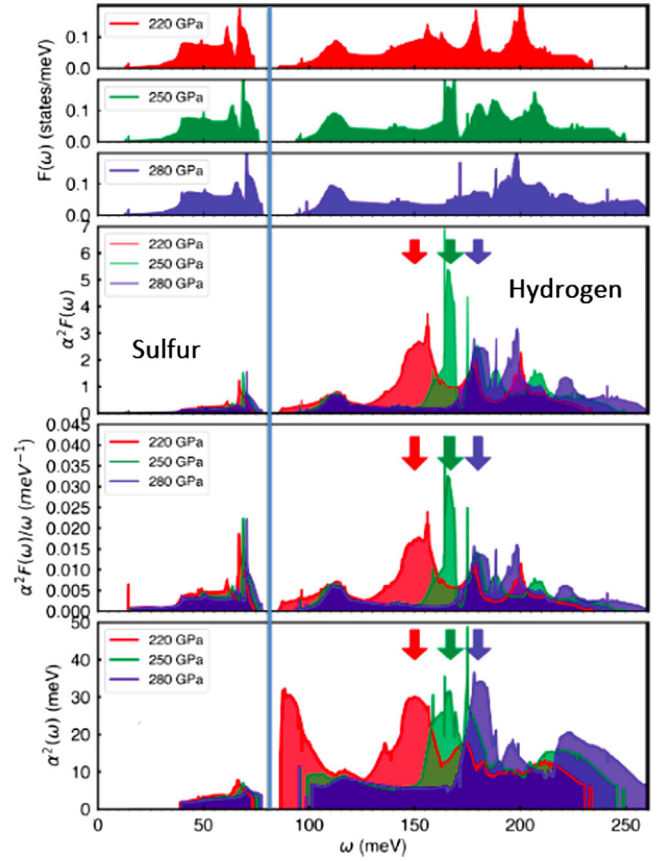 0.1
0.0
220 GPa
0.1
0.0
250 GPa
0.1
0.0
280 GPa
F(ω) (states/meV)
7
6
5
4
3
2
1
0
α²F(ω)
220 GPa
250 GPa
280 GPa
Sulfur
Hydrogen
0.045
0.040
0.035
0.030
0.025
0.020
0.015
0.010
0.005
0.000
α²F(ω)/ω (meV⁻¹)
220 GPa
250 GPa
280 GPa
50
40
30
20
10
0
α²(ω) (meV)
220 GPa
250 GPa
280 GPa
0 50 100 150 200 250
ω (meV)